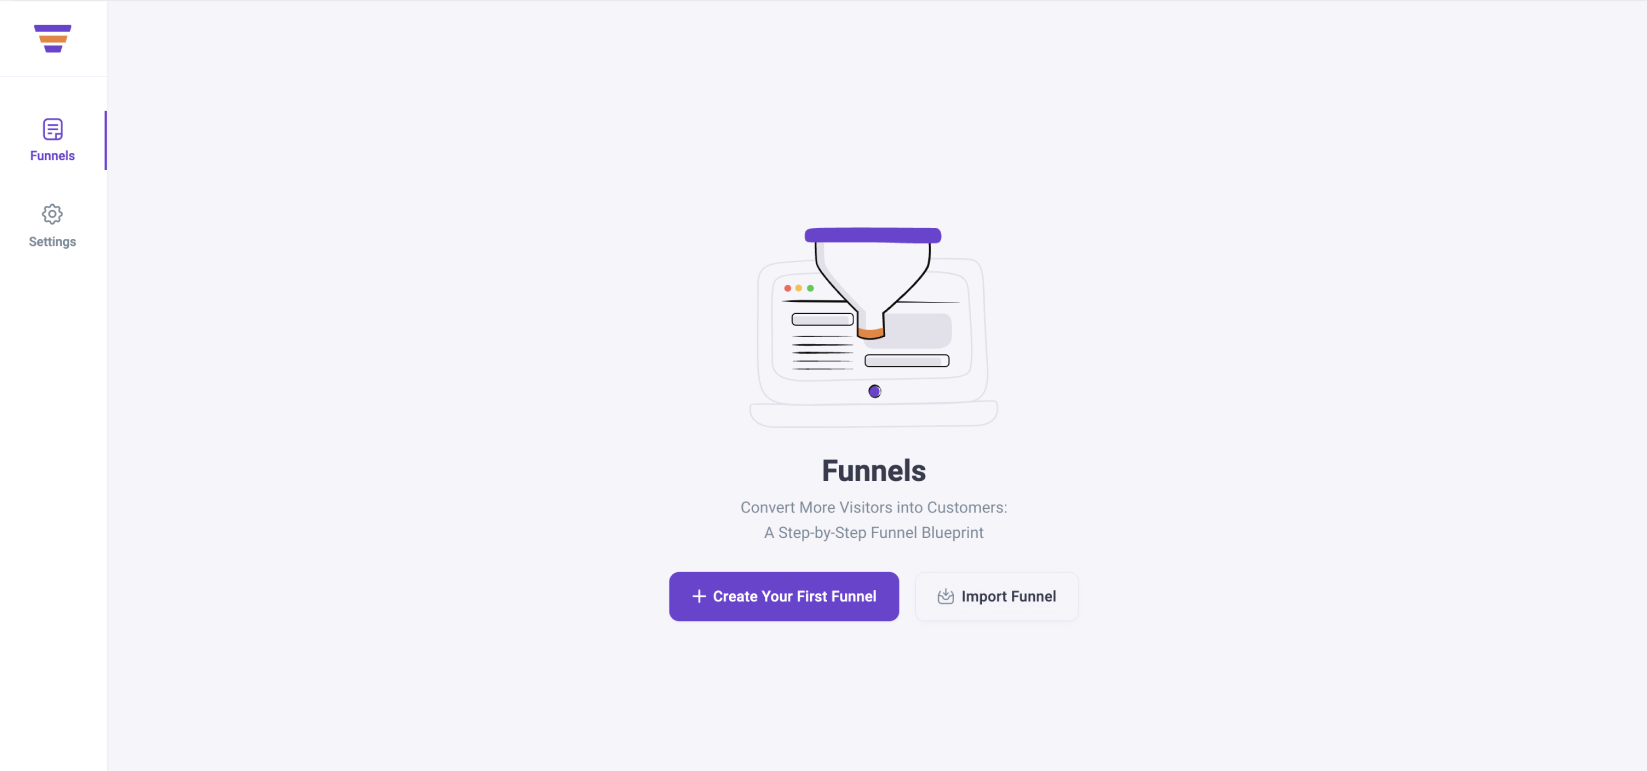 Funnels
Settings
Funnels
Convert More Visitors into Customers:
A Step-by-Step Funnel Blueprint
Create Your First Funnel
Import Funnel